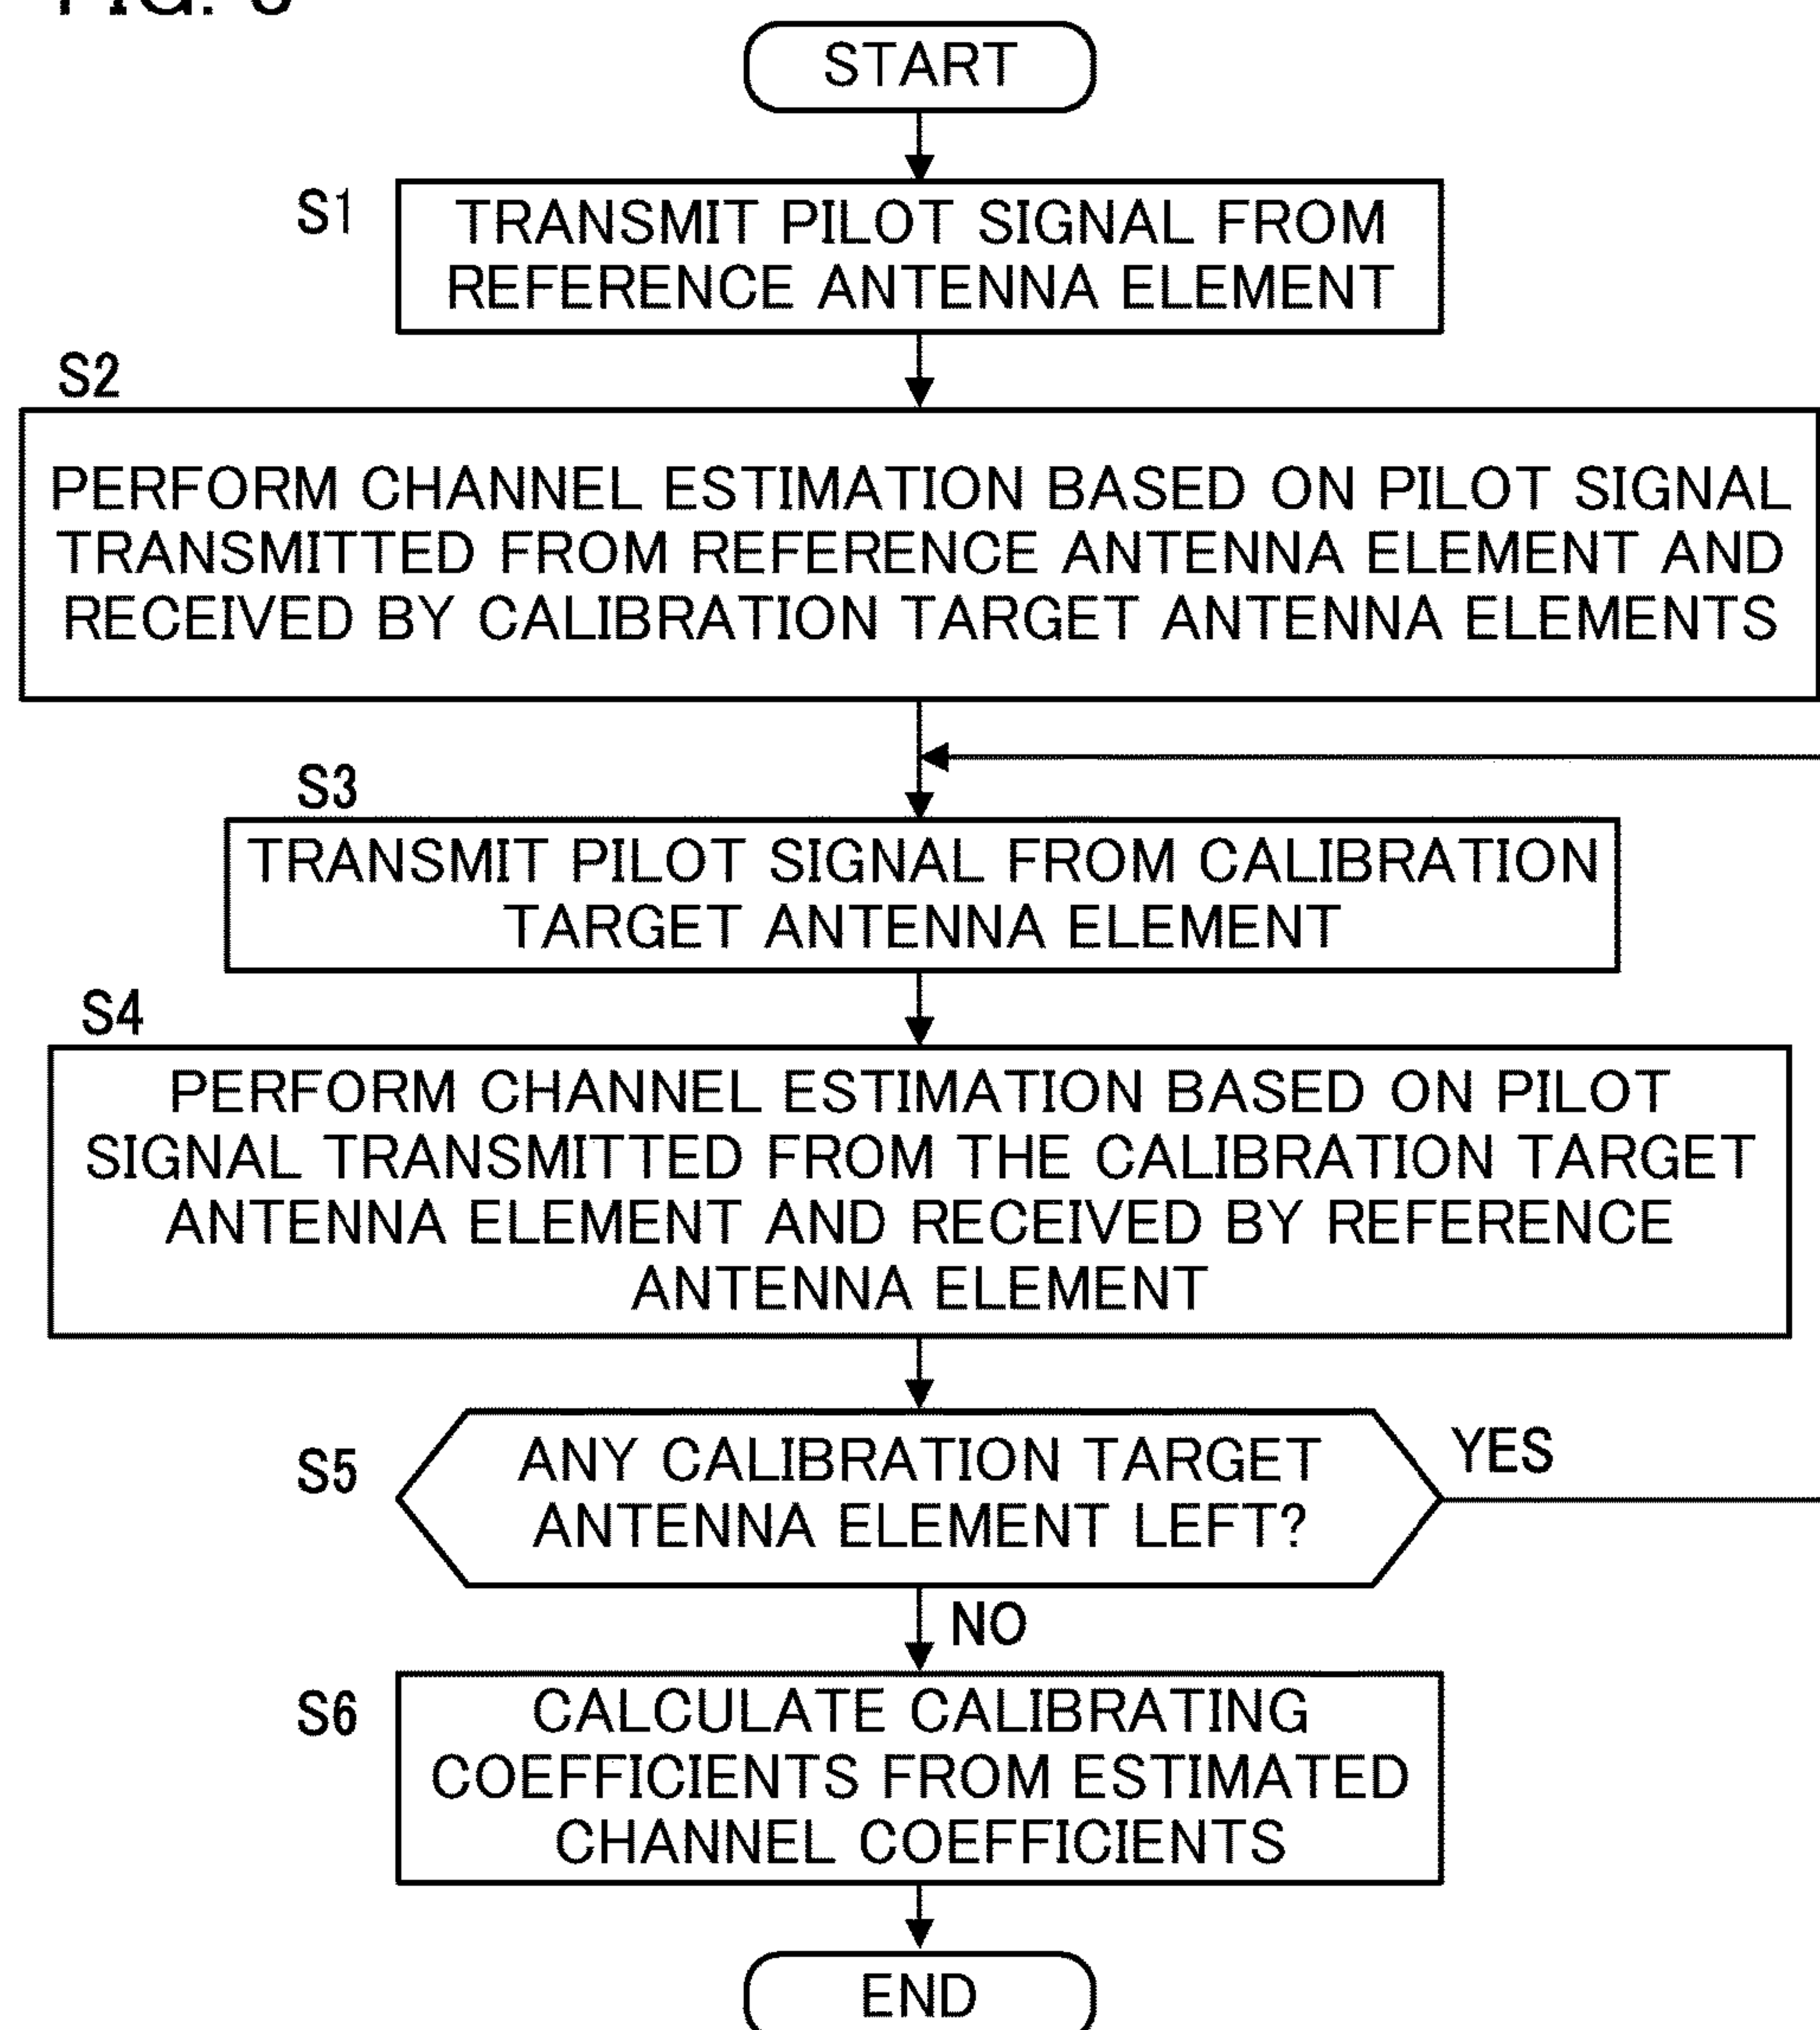 START
S1
TRANSMIT PILOT SIGNAL FROM
REFERENCE ANTENNA ELEMENT
S2
PERFORM CHANNEL ESTIMATION BASED ON PILOT SIGNAL
TRANSMITTED FROM REFERENCE ANTENNA ELEMENT AND
RECEIVED BY CALIBRATION TARGET ANTENNA ELEMENTS
S3
TRANSMIT PILOT SIGNAL FROM CALIBRATION
TARGET ANTENNA ELEMENT
S4
PERFORM CHANNEL ESTIMATION BASED ON PILOT
SIGNAL TRANSMITTED FROM THE CALIBRATION TARGET
ANTENNA ELEMENT AND RECEIVED BY REFERENCE
ANTENNA ELEMENT
S5
ANY CALIBRATION TARGET
ANTENNA ELEMENT LEFT?
YES
NO
S6
CALCULATE CALIBRATING
COEFFICIENTS FROM ESTIMATED
CHANNEL COEFFICIENTS
END